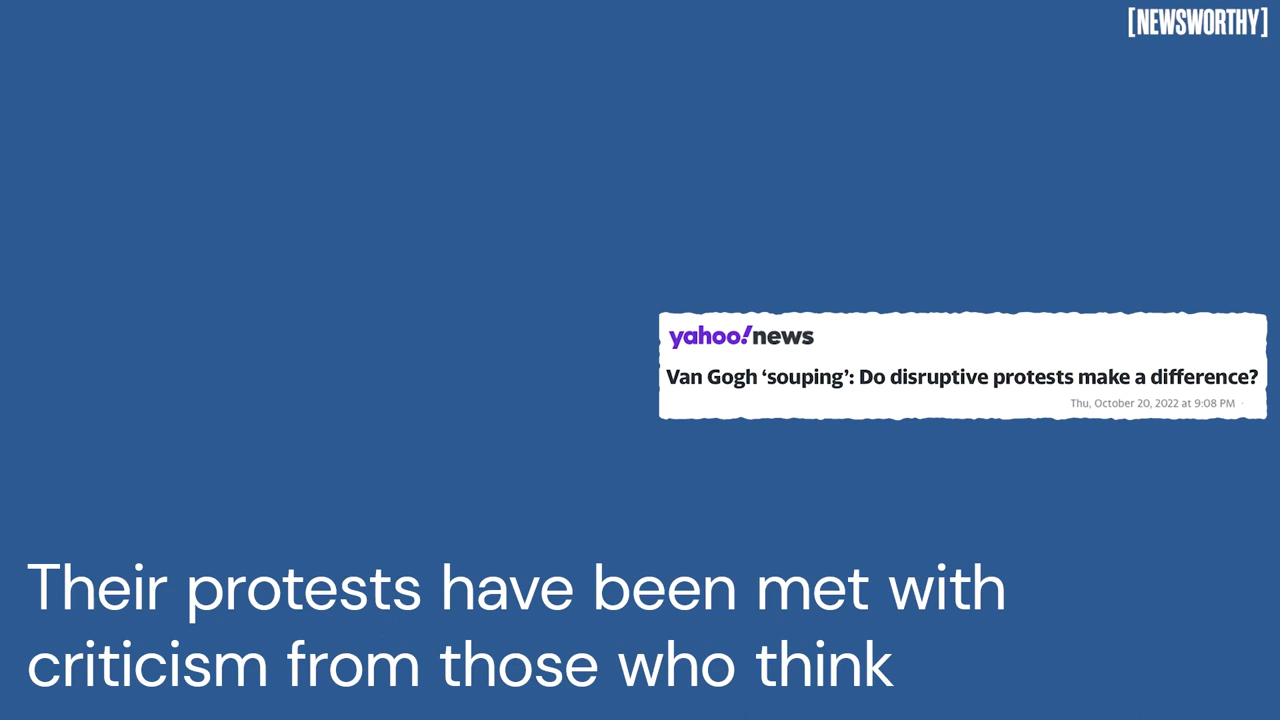 [NEWSWORTHY]
yahoo!news
Van Gogh ‘souping’: Do disruptive protests make a difference?
Thu, October 20, 2022 at 9:08 PM ·
Their protests have been met with
criticism from those who think